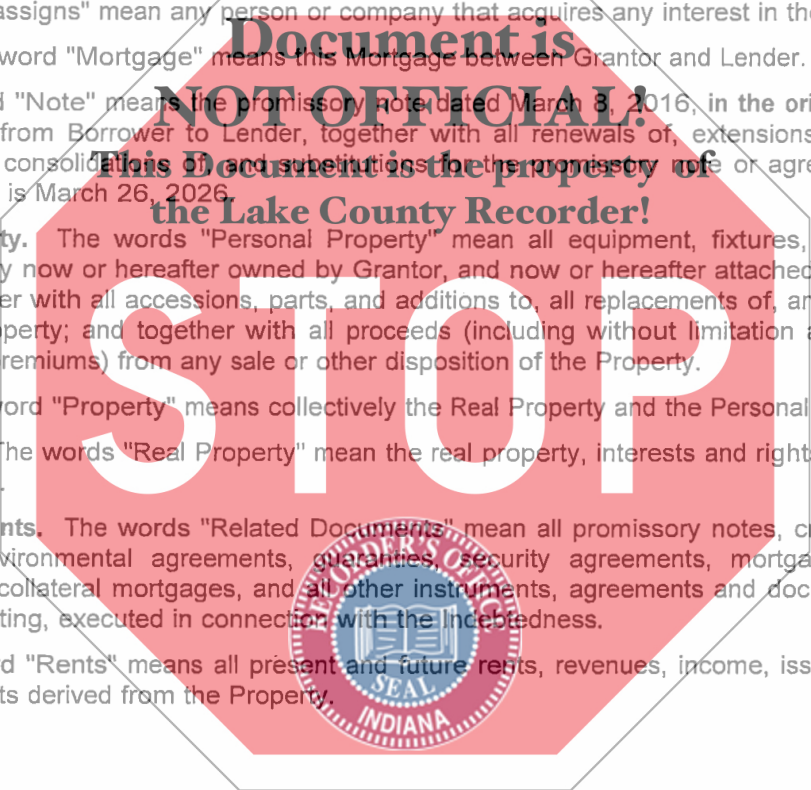 assigns" mean any person or company that acquires any interest in the
Document is
word "Mortgage" means this Mortgage between Grantor and Lender.
NOT OFFICIAL!
"Note" means the promissory note dated March 8, 2016, in the ori
from Borrower to Lender, together with all renewals of, extensions
This Document is the property of
consolidations of, and substitutions for the promissory note or agre
is March 26, 2026.
the Lake County Recorder!
ty. The words "Personal Property" mean all equipment, fixtures,
y now or hereafter owned by Grantor, and now or hereafter attached
er with all accessions, parts, and additions to, all replacements of, an
operty; and together with all proceeds (including without limitation a
remiums) from any sale or other disposition of the Property.
STOP
word "Property" means collectively the Real Property and the Personal
The words "Real Property" mean the real property, interests and rights
nts. The words "Related Documents" mean all promissory notes, cr
vironmental agreements, guaranties, security agreements, mortga
collateral mortgages, and all other instruments, agreements and doc
ting, executed in connection with the Indebtedness.
RECORDER'S OFFICE
d "Rents" means all present and future rents, revenues, income, iss
ts derived from the Property.
SEAL
INDIANA